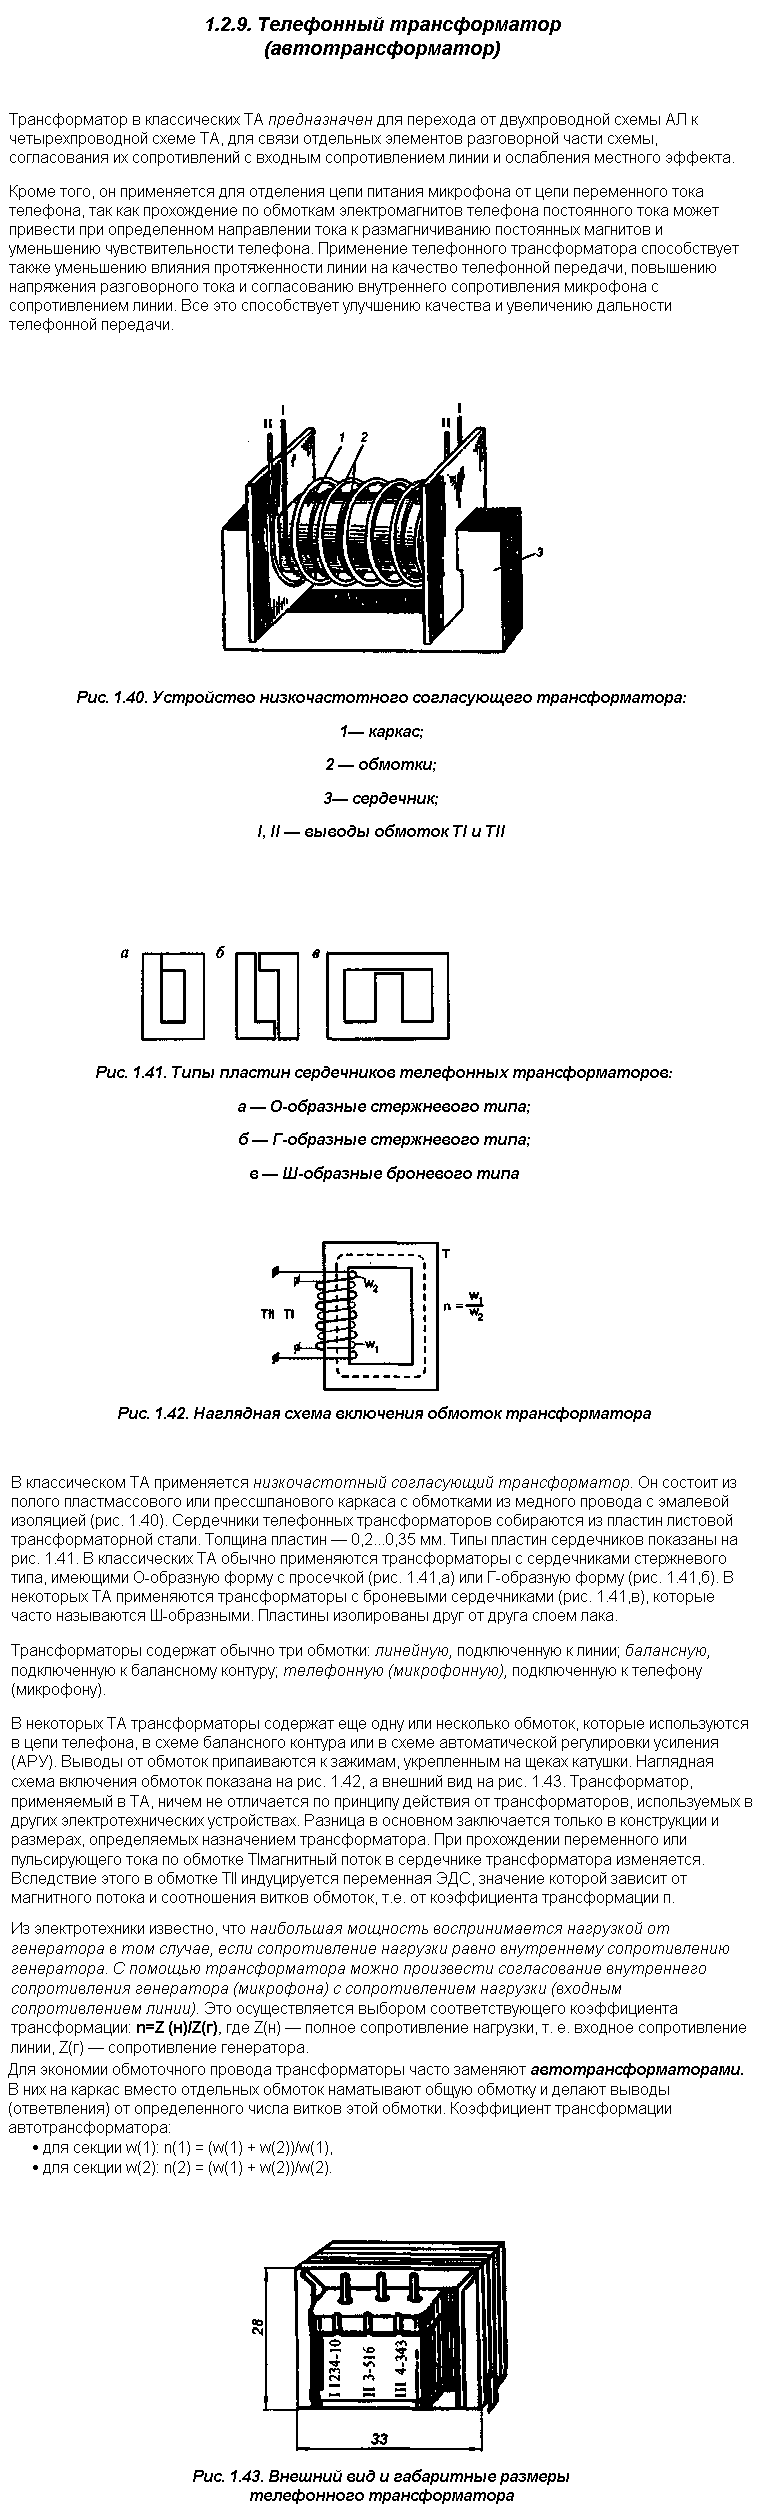 1.2.9. Телефонный трансформатор
(автотрансформатор)
Трансформатор в классических ТА предназначен для перехода от двухпроводной схемы АЛ к
четырехпроводной схеме ТА, для связи отдельных элементов разговорной части схемы,
согласования их сопротивлений с входным сопротивлением линии и ослабления местного эффекта.
Кроме того, он применяется для отделения цепи питания микрофона от цепи переменного тока
телефона, так как прохождение по обмоткам электромагнитов телефона постоянного тока может
привести при определенном направлении тока к размагничиванию постоянных магнитов и
уменьшению чувствительности телефона. Применение телефонного трансформатора способствует
также уменьшению влияния протяженности линии на качество телефонной передачи, повышению
напряжения разговорного тока и согласованию внутреннего сопротивления микрофона с
сопротивлением линии. Все это способствует улучшению качества и увеличению дальности
телефонной передачи.
II I 1 2 II I
3
Рис. 1.40. Устройство низкочастотного согласующего трансформатора:
1— каркас;
2 — обмотки;
3— сердечник;
I, II — выводы обмоток TI и TII
а б в
Рис. 1.41. Типы пластин сердечников телефонных трансформаторов:
а — О-образные стержневого типа;
б — Г-образные стержневого типа;
в — Ш-образные броневого типа
T
w2
TII TI n = w1/w2
w1
Рис. 1.42. Наглядная схема включения обмоток трансформатора
В классическом ТА применяется низкочастотный согласующий трансформатор. Он состоит из
полого пластмассового или прессшпанового каркаса с обмотками из медного провода с эмалевой
изоляцией (рис. 1.40). Сердечники телефонных трансформаторов собираются из пластин листовой
трансформаторной стали. Толщина пластин — 0,2...0,35 мм. Типы пластин сердечников показаны на
рис. 1.41. В классических ТА обычно применяются трансформаторы с сердечниками стержневого
типа, имеющими О-образную форму с просечкой (рис. 1.41,а) или Г-образную форму (рис. 1.41,б). В
некоторых ТА применяются трансформаторы с броневыми сердечниками (рис. 1.41,в), которые
часто называются Ш-образными. Пластины изолированы друг от друга слоем лака.
Трансформаторы содержат обычно три обмотки: линейную, подключенную к линии; балансную,
подключенную к балансному контуру; телефонную (микрофонную), подключенную к телефону
(микрофону).
В некоторых ТА трансформаторы содержат еще одну или несколько обмоток, которые используются
в цепи телефона, в схеме балансного контура или в схеме автоматической регулировки усиления
(АРУ). Выводы от обмоток припаиваются к зажимам, укрепленным на щеках катушки. Наглядная
схема включения обмоток показана на рис. 1.42, а внешний вид на рис. 1.43. Трансформатор,
применяемый в ТА, ничем не отличается по принципу действия от трансформаторов, используемых в
других электротехнических устройствах. Разница в основном заключается только в конструкции и
размерах, определяемых назначением трансформатора. При прохождении переменного или
пульсирующего тока по обмотке TIмагнитный поток в сердечнике трансформатора изменяется.
Вследствие этого в обмотке TII индуцируется переменная ЭДС, значение которой зависит от
магнитного потока и соотношения витков обмоток, т.е. от коэффициента трансформации п.
Из электротехники известно, что наибольшая мощность воспринимается нагрузкой от
генератора в том случае, если сопротивление нагрузки равно внутреннему сопротивлению
генератора. С помощью трансформатора можно произвести согласование внутреннего
сопротивления генератора (микрофона) с сопротивлением нагрузки (входным
сопротивлением линии). Это осуществляется выбором соответствующего коэффициента
трансформации: n=Z (н)/Z(г), где Z(н) — полное сопротивление нагрузки, т. е. входное сопротивление
линии, Z(г) — сопротивление генератора.
Для экономии обмоточного провода трансформаторы часто заменяют автотрансформаторами.
В них на каркас вместо отдельных обмоток наматывают общую обмотку и делают выводы
(ответвления) от определенного числа витков этой обмотки. Коэффициент трансформации
автотрансформатора:
• для секции w(1): n(1) = (w(1) + w(2))/w(1),
• для секции w(2): n(2) = (w(1) + w(2))/w(2).
28
I 1234-10
II 3-516
III 4-343
33
Рис. 1.43. Внешний вид и габаритные размеры
телефонного трансформатора